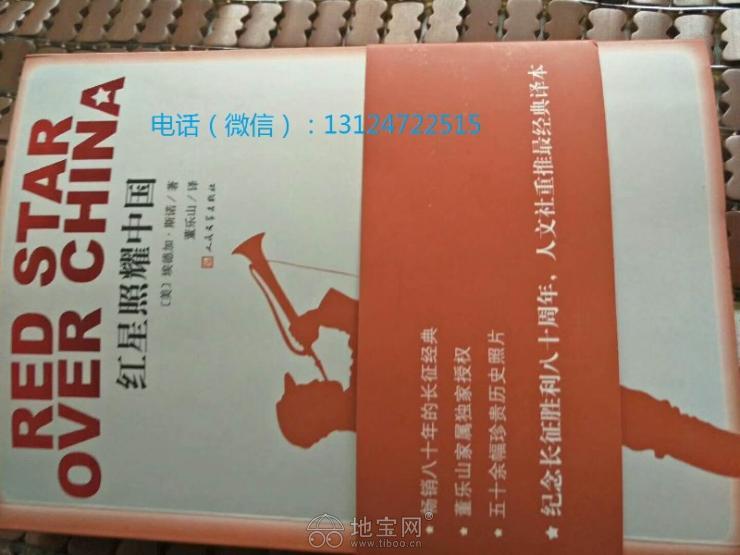 RED STAR
OVER CHINA
红星照耀中国
〔美〕埃德加·斯诺/著
董乐山/译
人民文学出版社
电话（微信）：13124722515
★畅销八十年的长征经典
★董乐山家属独家授权
★五十余幅珍贵历史照片
★纪念长征胜利八十周年，人文社重推最经典译本
地宝网
www.tiboo.cn